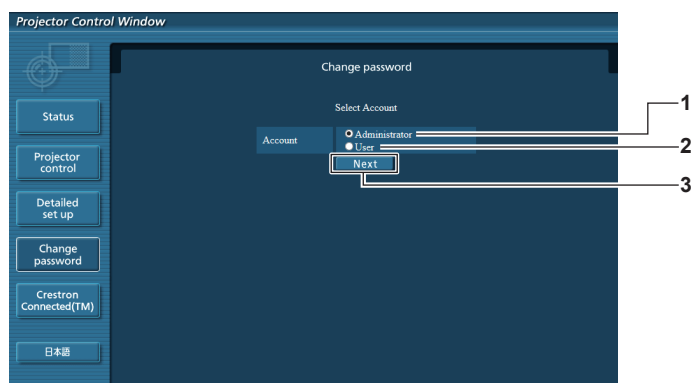 Projector Control Window
Change password
Select Account
Account
Administrator
User
Next
Status
Projector
control
Detailed
set up
Change
password
Crestron
Connected(TM)
日本語
1
2
3